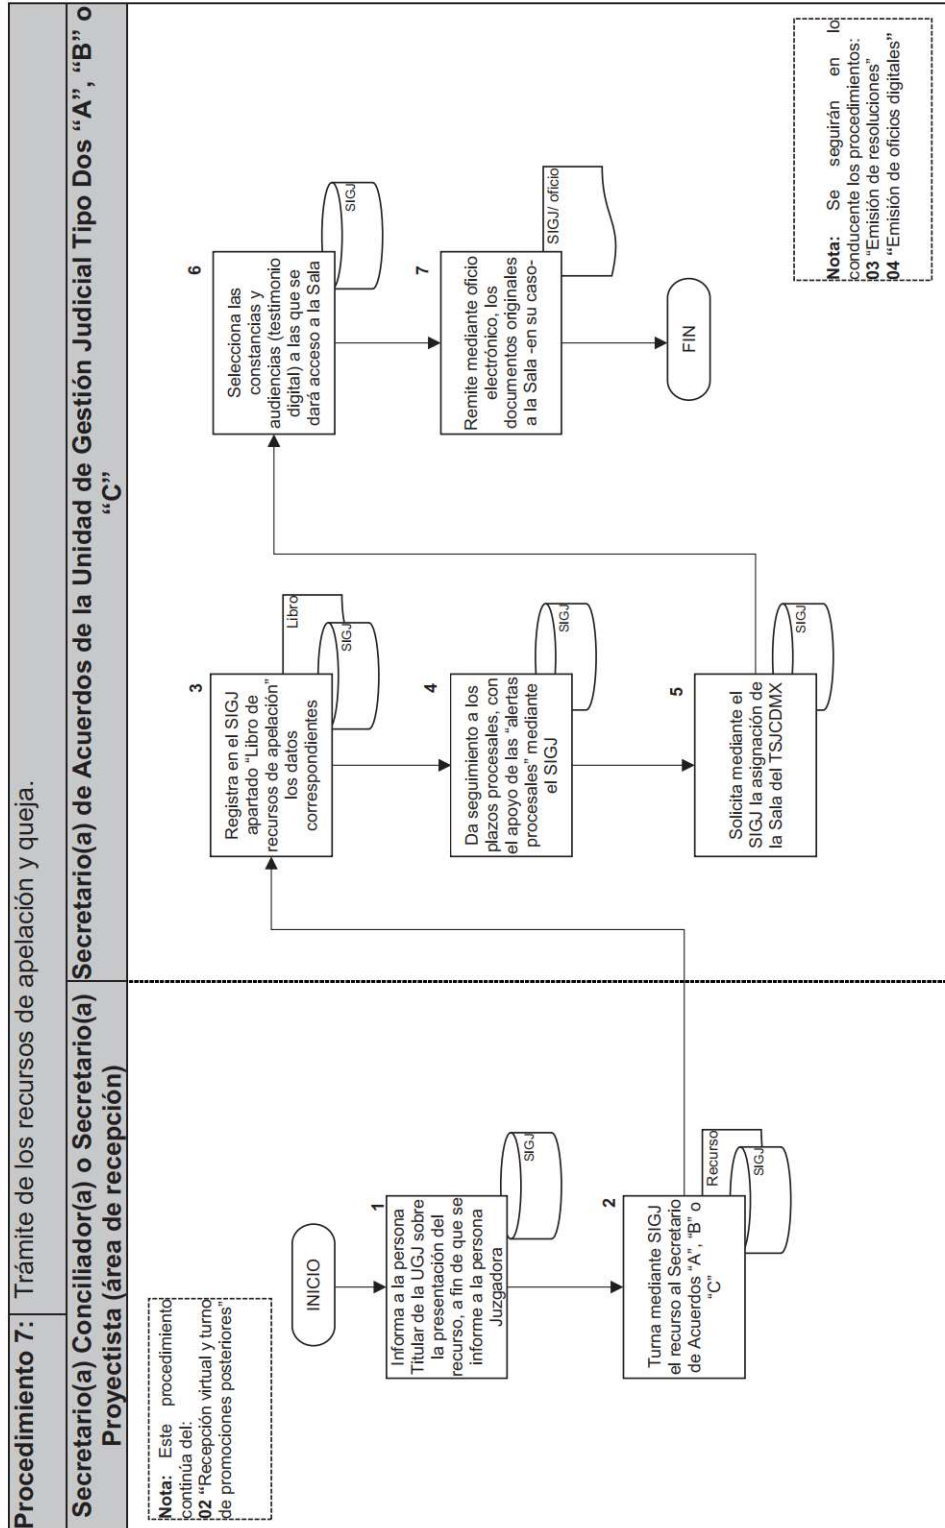 Procedimiento 7: Trámite de los recursos de apelación y queja.
Secretario(a) Conciliador(a) o Secretario(a)
Proyectista (área de recepción)
Secretario(a) de Acuerdos de la Unidad de Gestión Judicial Tipo Dos “A”, “B” o
“C”
Nota: Este procedimiento
continúa del:
02 “Recepción virtual y turno
de promociones posteriores”
INICIO
1
Informa a la persona
Titular de la UGJ sobre
la presentación del
recurso, a fin de que se
informe a la persona
Juzgadora
SIGJ
2
Turna mediante SIGJ
el recurso al Secretario
de Acuerdos “A”, “B” o
“C”
Recurso
SIGJ
3
Registra en el SIGJ
apartado “Libro de
recursos de apelación”
los datos
correspondientes
Libro
SIGJ
4
Da seguimiento a los
plazos procesales, con
el apoyo de las “alertas
procesales” mediante
el SIGJ
SIGJ
5
Solicita mediante el
SIGJ la asignación de
la Sala del TSJCDMX
SIGJ
6
Selecciona las
constancias y
audiencias (testimonio
digital) a las que se
dará acceso a la Sala
SIGJ
7
Remite mediante oficio
electrónico, los
documentos originales
a la Sala -en su caso-
SIGJ/ oficio
FIN
Nota: Se seguirán en lo
conducente los procedimientos:
03 “Emisión de resoluciones”
04 “Emisión de oficios digitales”